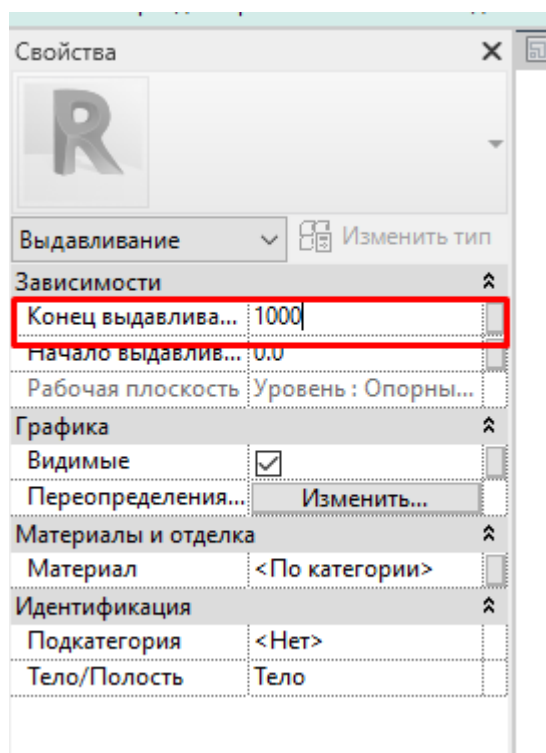 Свойства
R
Выдавливание Изменить тип
Зависимости
Конец выдавлива... 1000
Начало выдавлив... 0.0
Рабочая плоскость Уровень : Опорны...
Графика
Видимые
Переопределения... Изменить...
Материалы и отделка
Материал <По категории>
Идентификация
Подкатегория <Нет>
Тело/Полость Тело